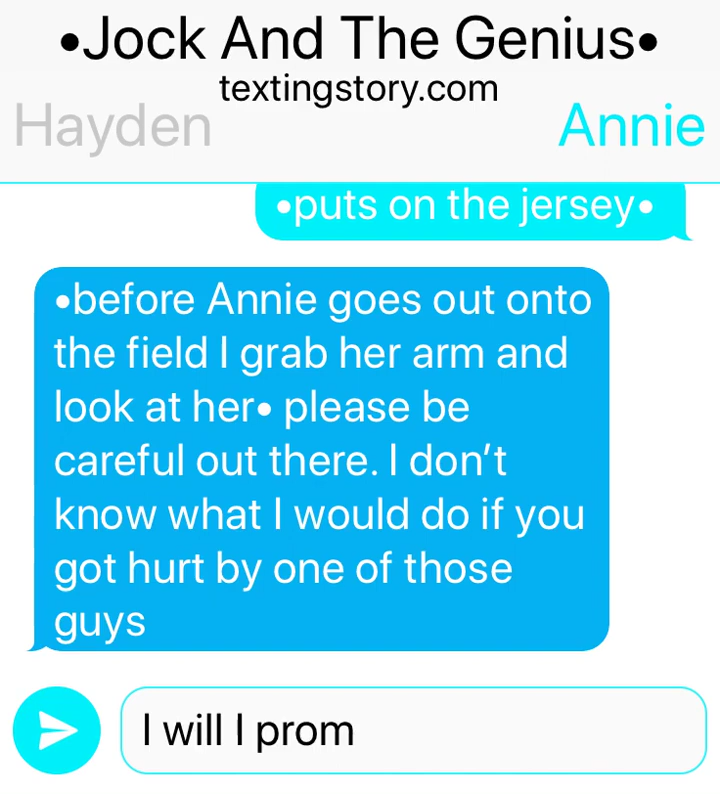 •Jock And The Genius•
textingstory.com
Hayden
Annie
•puts on the jersey•
•before Annie goes out onto
the field I grab her arm and
look at her• please be
careful out there. I don’t
know what I would do if you
got hurt by one of those
guys
I will I prom